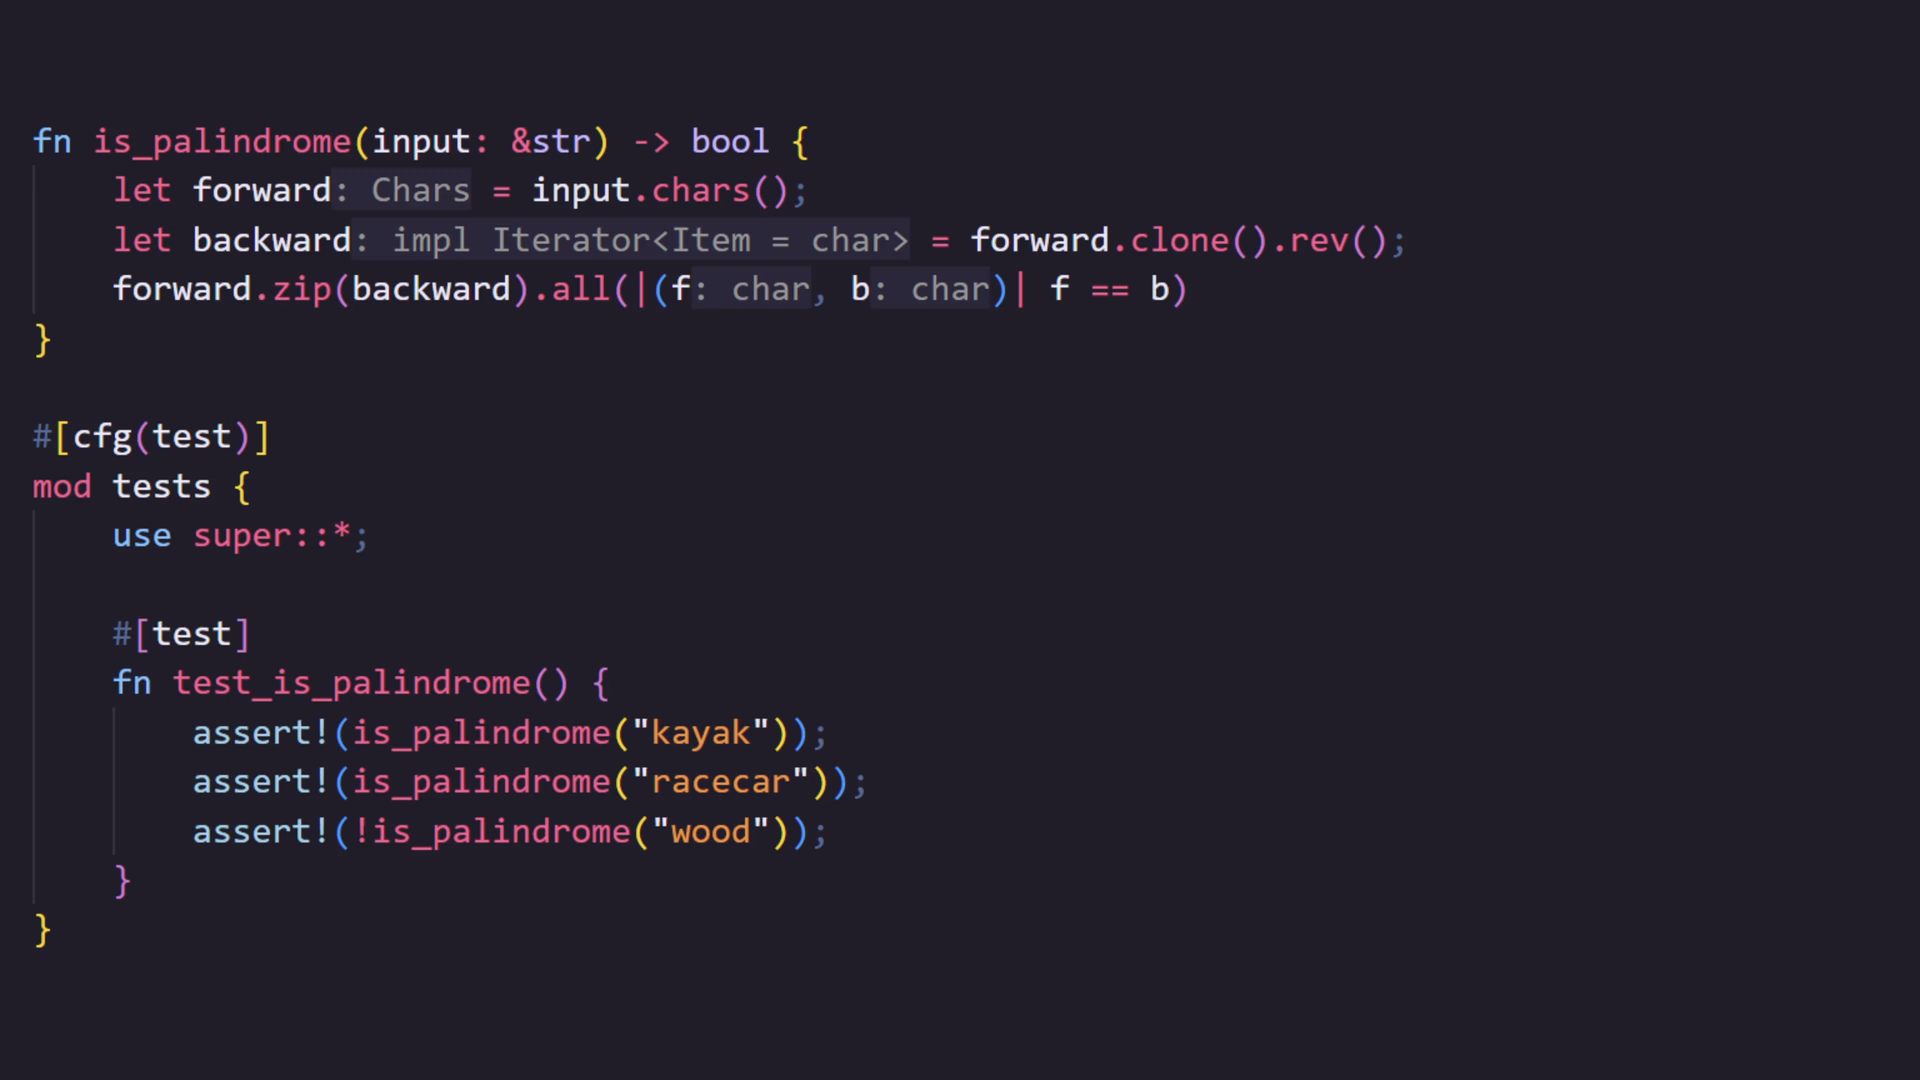 fn is_palindrome(input: &str) -> bool {
    let forward: Chars = input.chars();
    let backward: impl Iterator<Item = char> = forward.clone().rev();
    forward.zip(backward).all(|(f: char, b: char)| f == b)
}
#[cfg(test)]
mod tests {
    use super::*;
    #[test]
    fn test_is_palindrome() {
        assert!(is_palindrome("kayak"));
        assert!(is_palindrome("racecar"));
        assert!(!is_palindrome("wood"));
    }
}